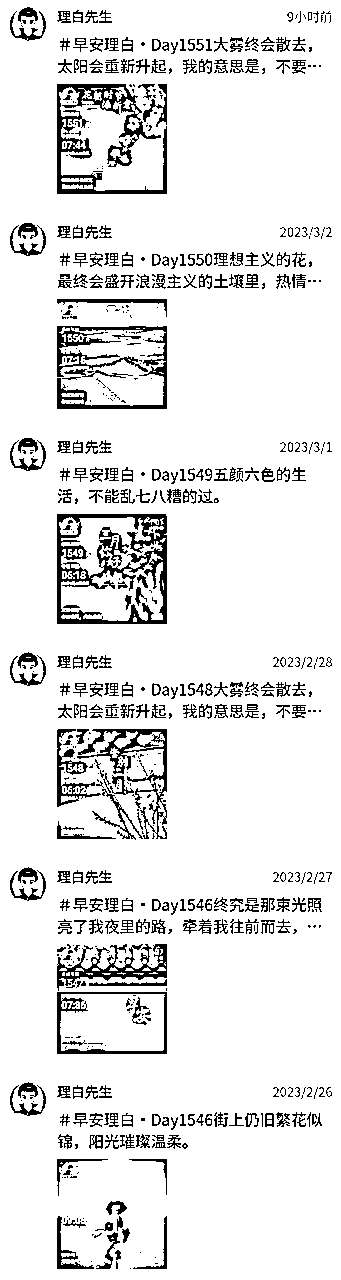 理白先生
9小时前
＃早安理白·Day1551大雾终会散去，
太阳会重新升起，我的意思是，不要…
1551
07:44
理白先生
2023/3/2
＃早安理白·Day1550理想主义的花，
最终会盛开浪漫主义的土壤里，热情…
1550
理白先生
2023/3/1
＃早安理白·Day1549五颜六色的生
活，不能乱七八糟的过。
1549
08:18
理白先生
2023/2/28
＃早安理白·Day1548大雾终会散去，
太阳会重新升起，我的意思是，不要…
1548
08:02
理白先生
2023/2/27
＃早安理白·Day1546终究是那束光照
亮了我夜里的路，牵着我往前而去，…
1547
理白先生
2023/2/26
＃早安理白·Day1546街上仍旧繁花似
锦，阳光璀璨温柔。